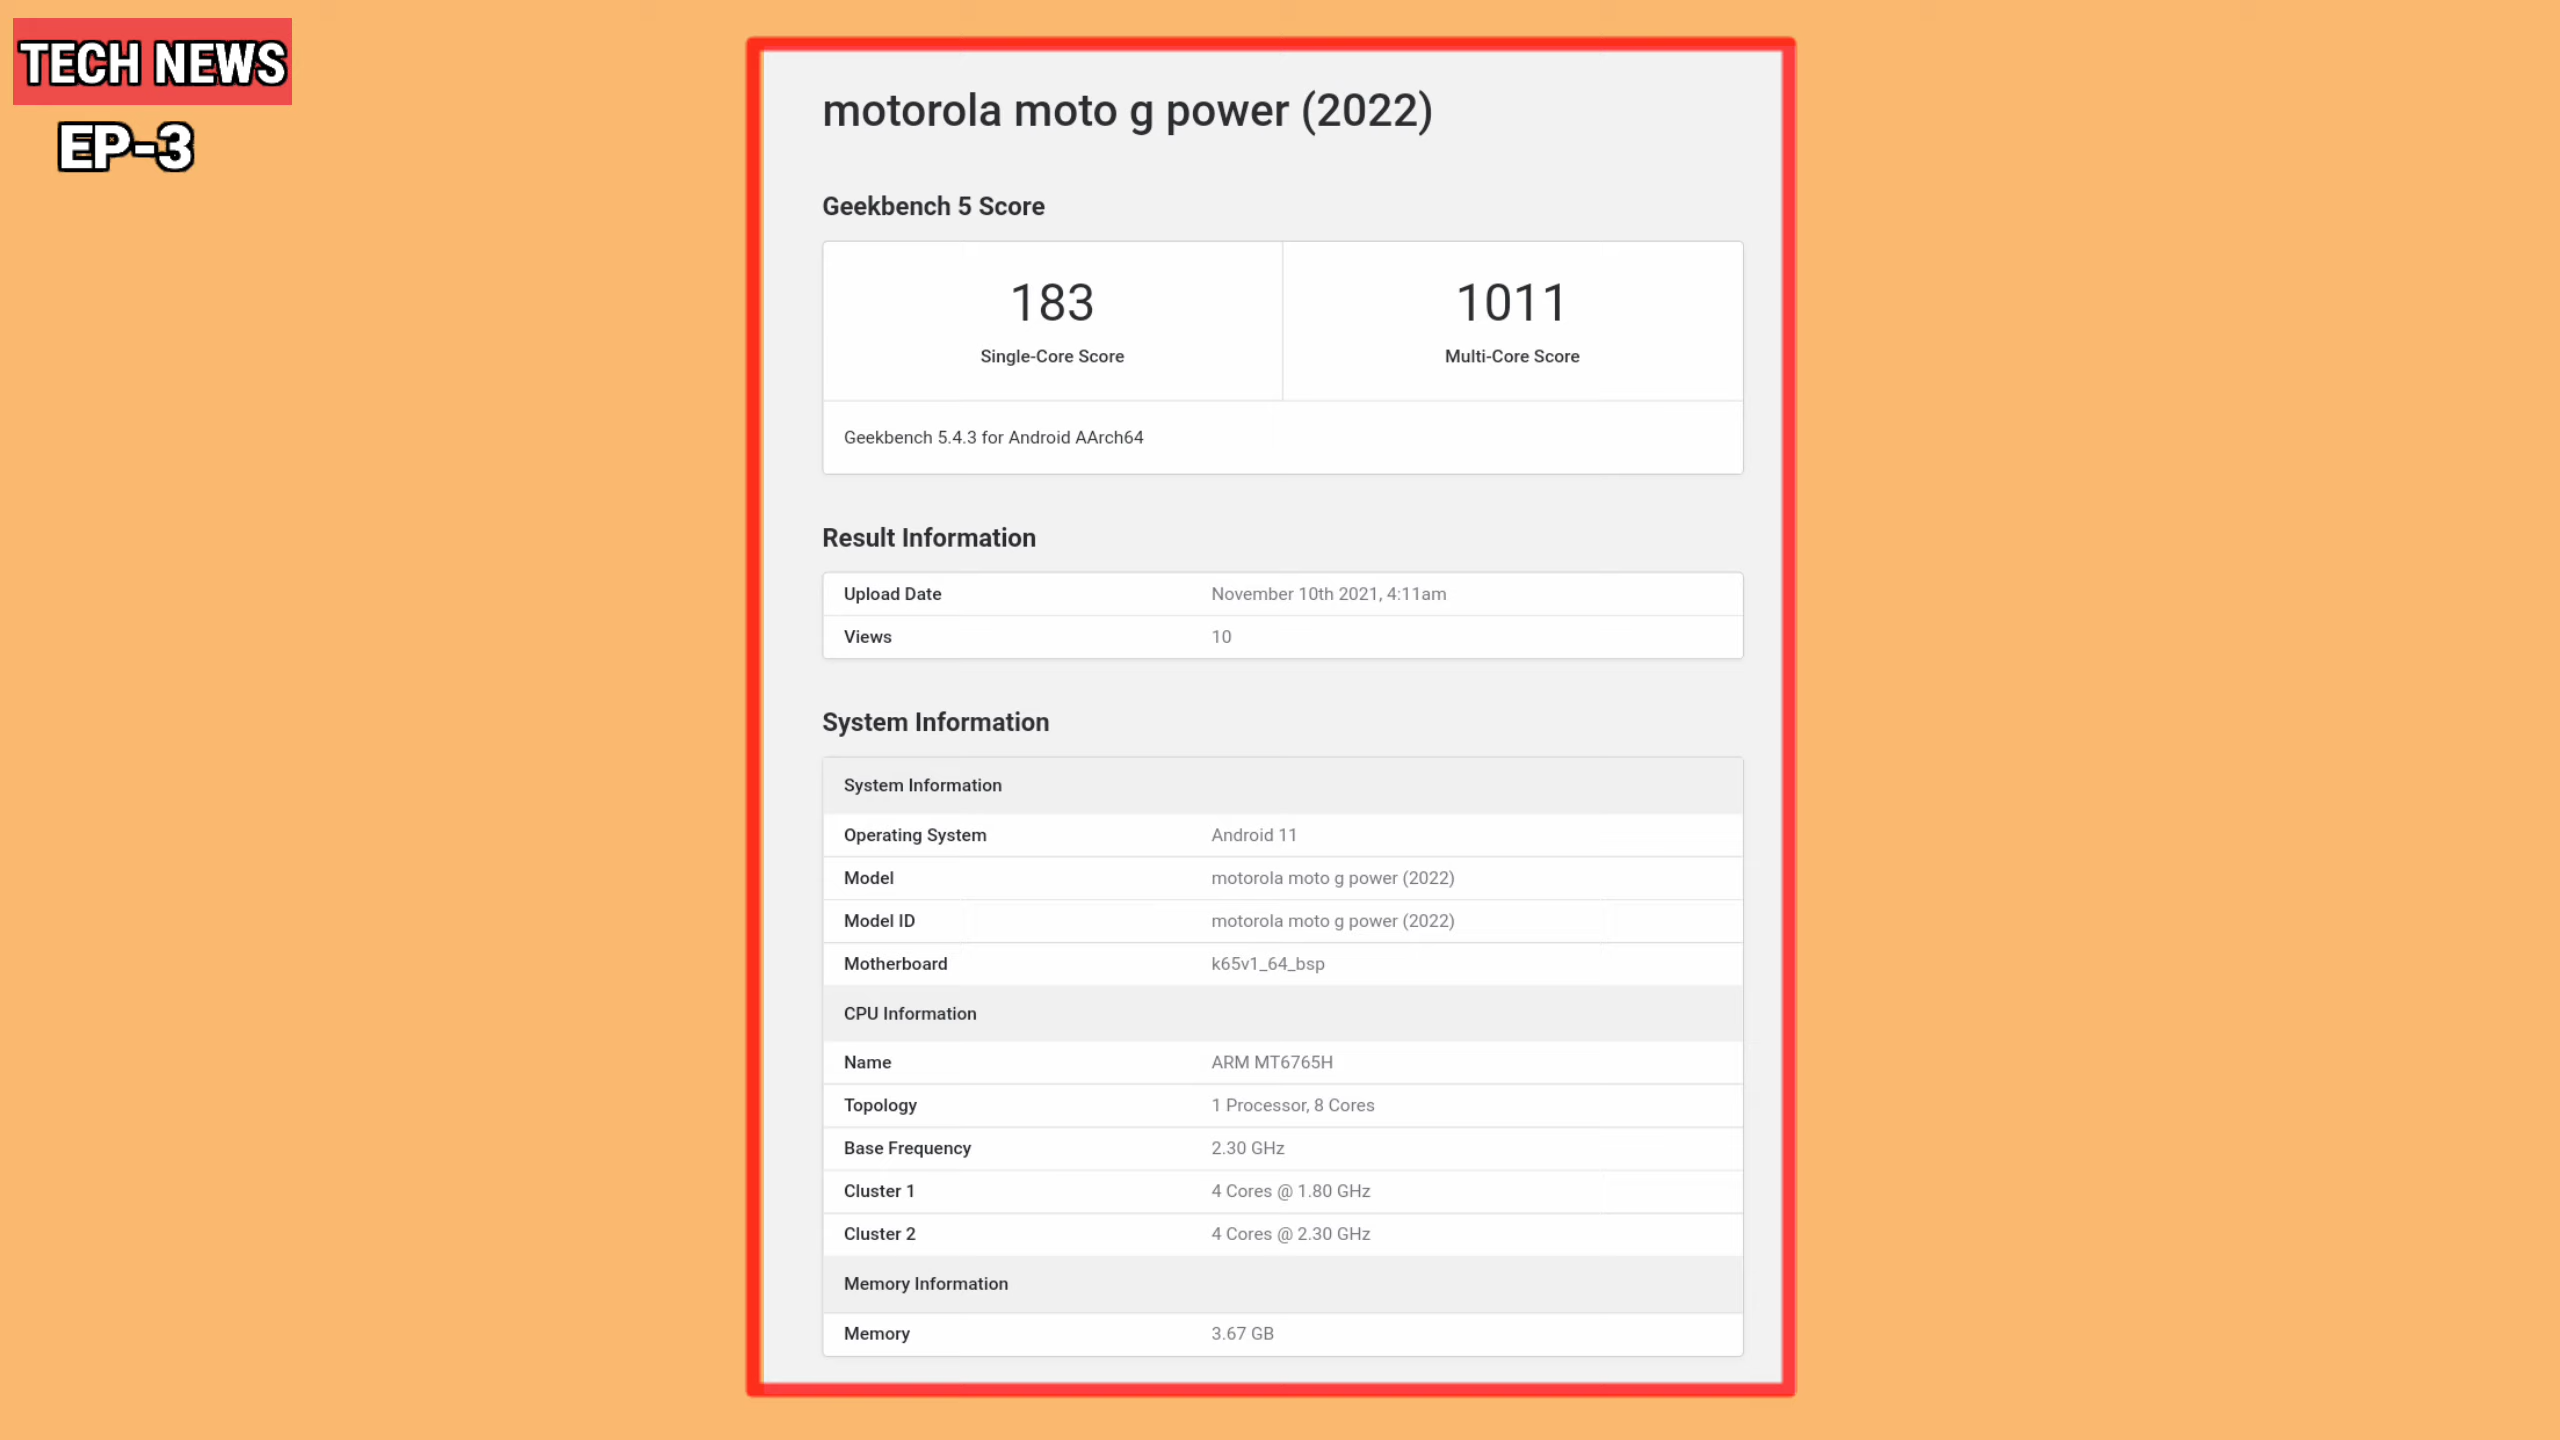 TECH NEWS
EP-3
motorola moto g power (2022)
Geekbench 5 Score
183 1011
Single-Core Score Multi-Core Score
Geekbench 5.4.3 for Android AArch64
Result Information
Upload Date November 10th 2021, 4:11am
Views 10
System Information
System Information
Operating System Android 11
Model motorola moto g power (2022)
Model ID motorola moto g power (2022)
Motherboard k65v1_64_bsp
CPU Information
Name ARM MT6765H
Topology 1 Processor, 8 Cores
Base Frequency 2.30 GHz
Cluster 1 4 Cores @ 1.80 GHz
Cluster 2 4 Cores @ 2.30 GHz
Memory Information
Memory 3.67 GB